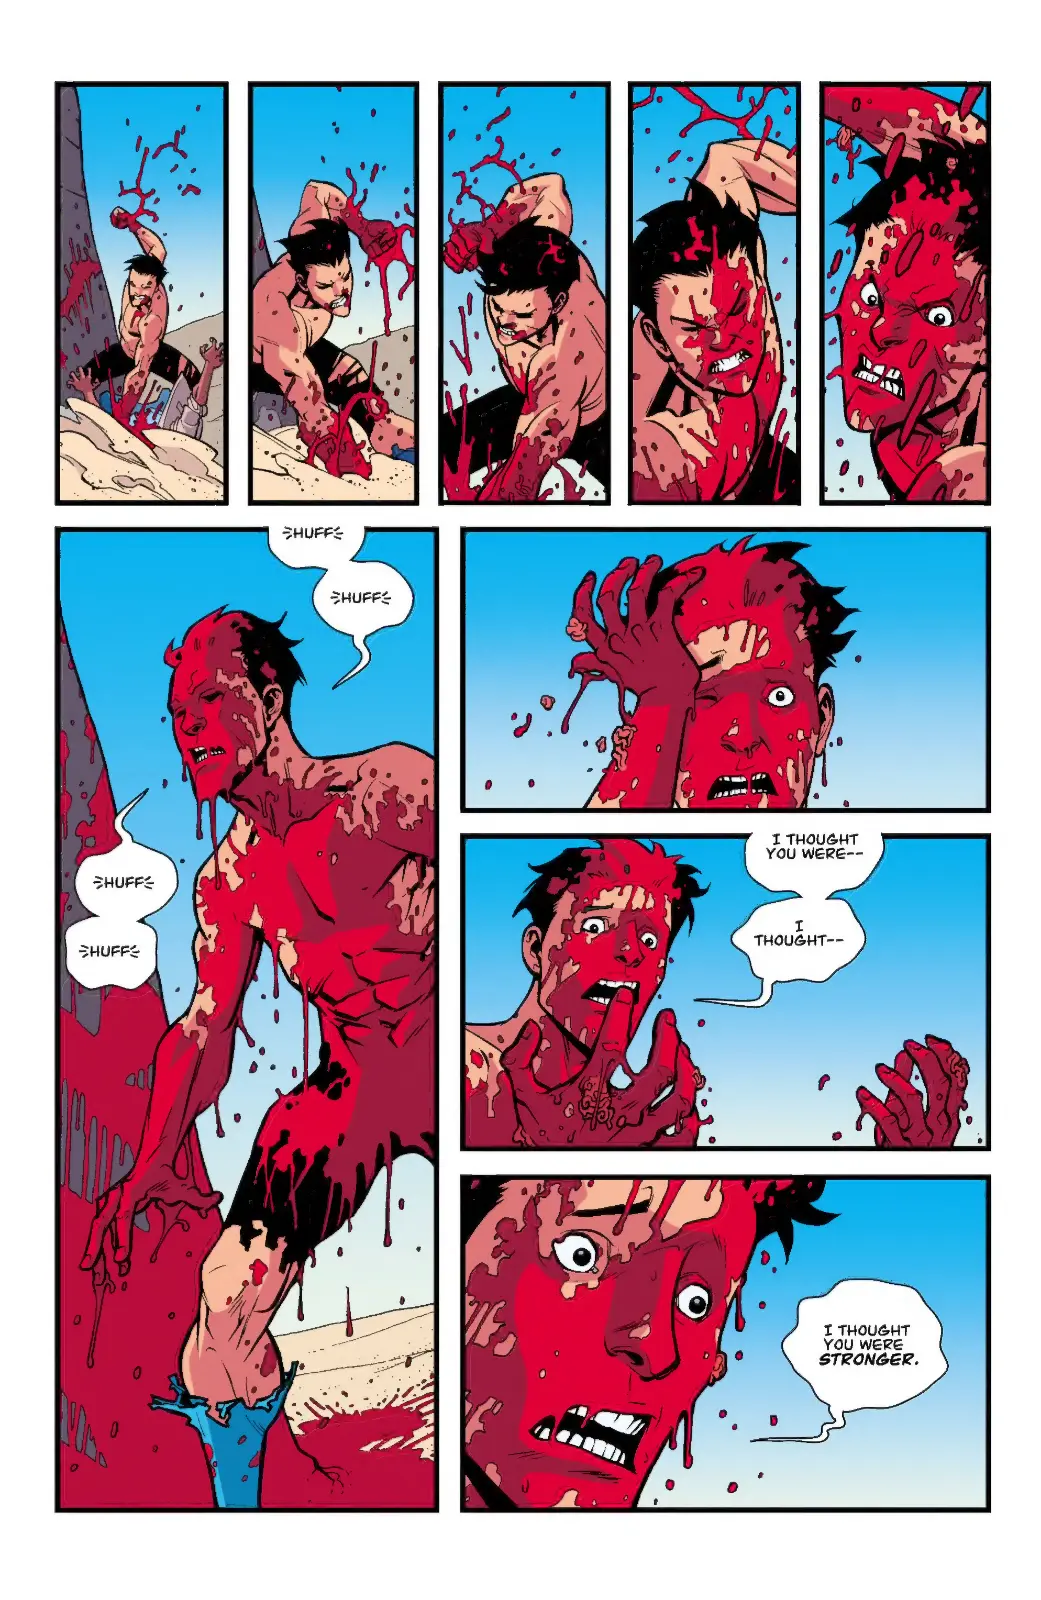 HUFF
HUFF
HUFF
HUFF
I THOUGHT
YOU WERE--
I
THOUGHT--
I THOUGHT
YOU WERE
STRONGER.